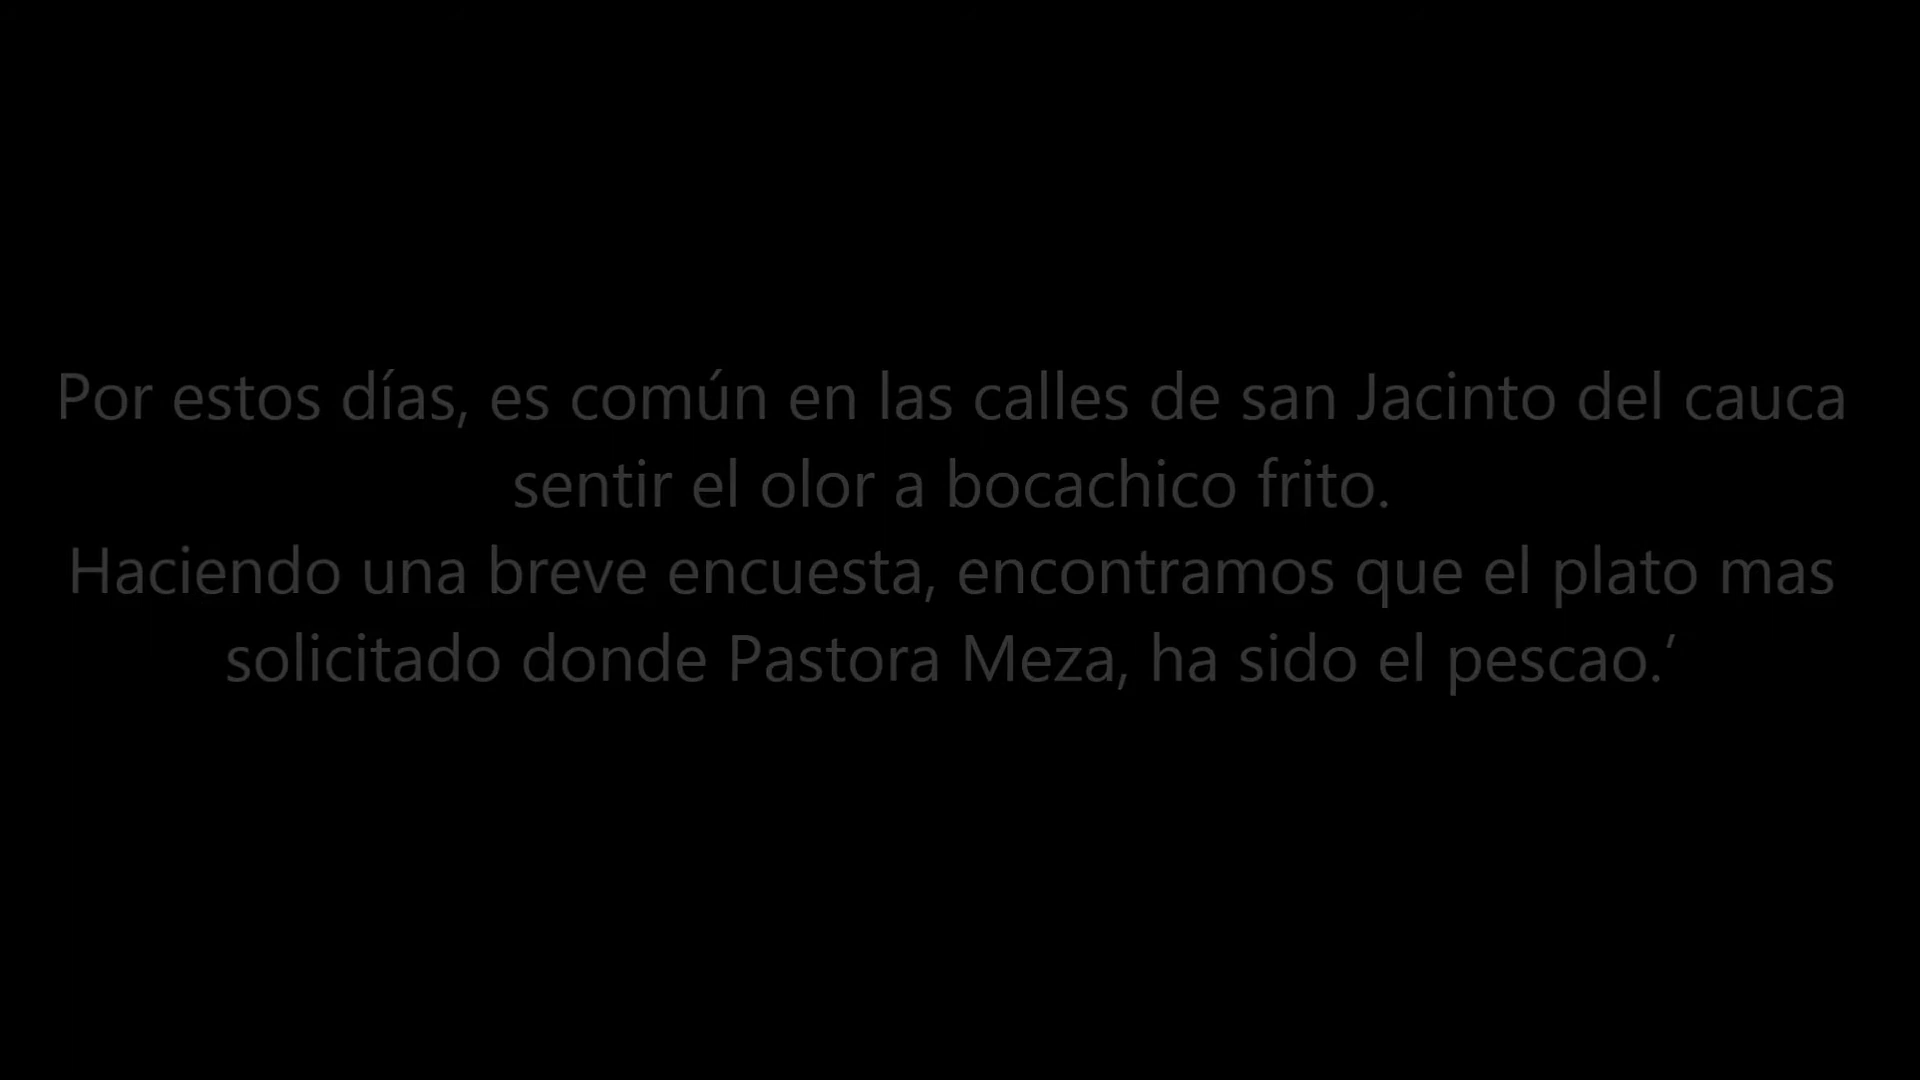 Por estos días, es común en las calles de san Jacinto del cauca
sentir el olor a bocachico frito.
Haciendo una breve encuesta, encontramos que el plato mas
solicitado donde Pastora Meza, ha sido el pescao.’